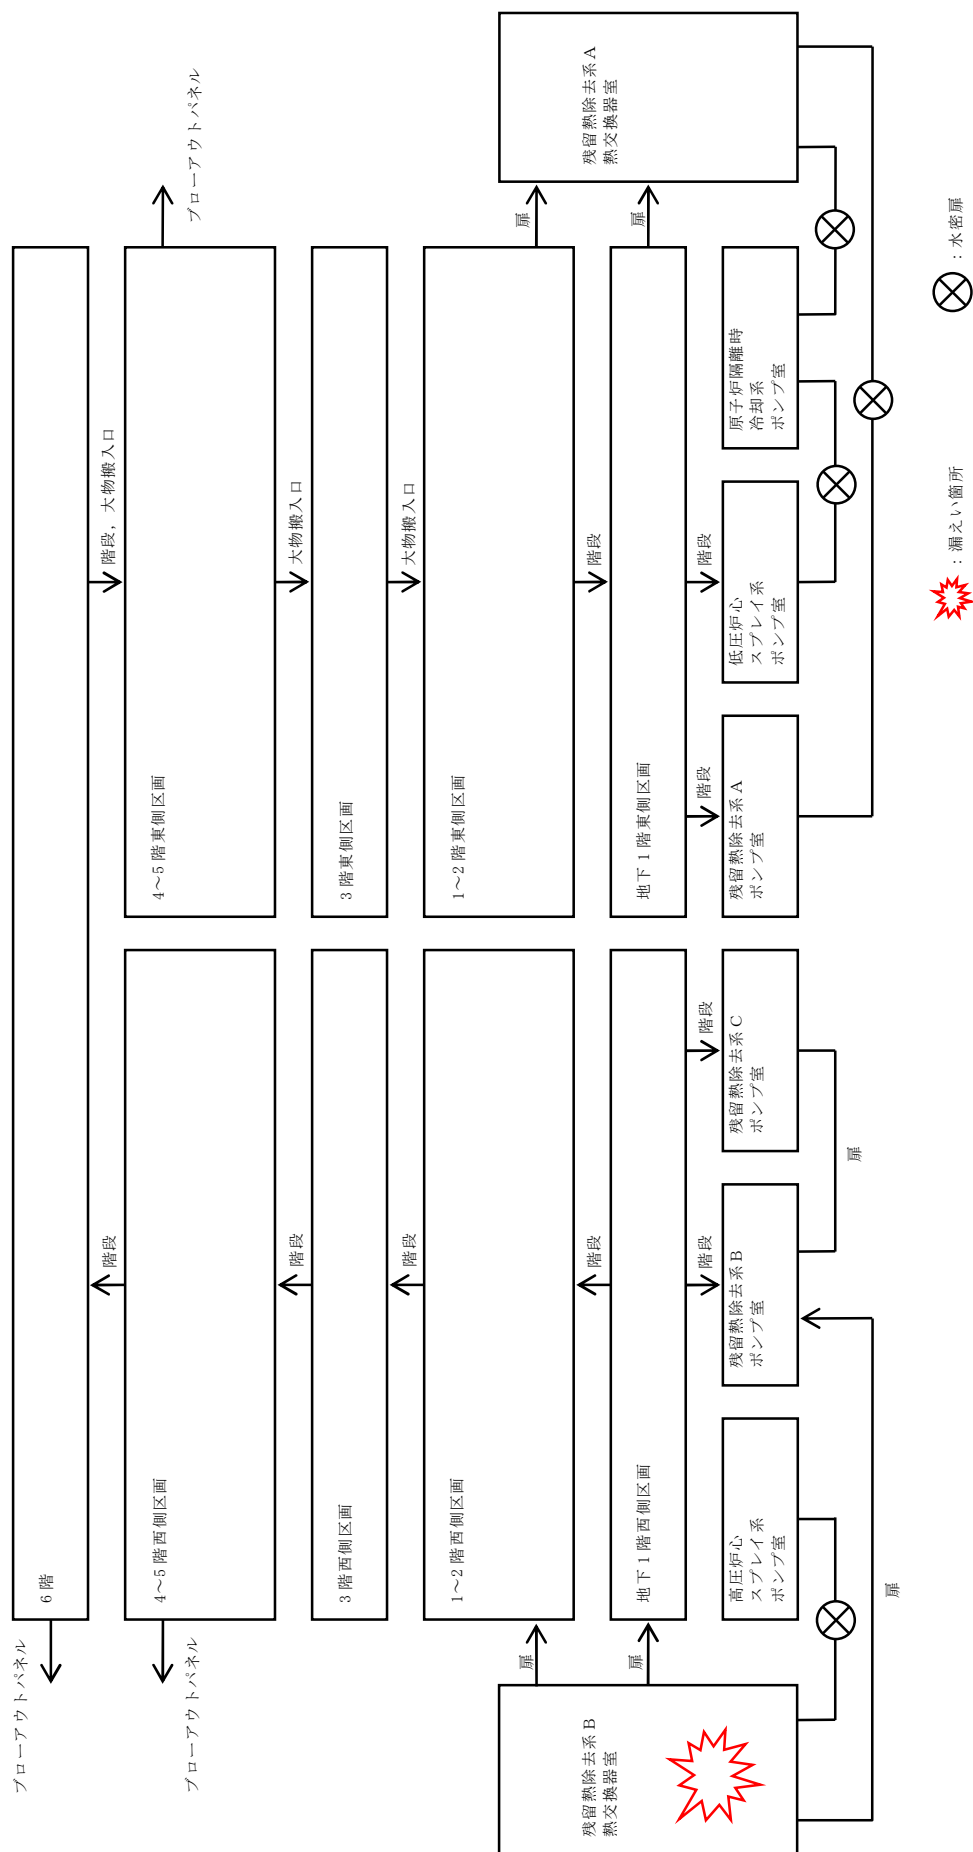 ブローアウトパネル
6階
階段
階段，大物搬入口
ブローアウトパネル
4～5階西側区画
4～5階東側区画
ブローアウトパネル
階段
大物搬入口
3階西側区画
3階東側区画
階段
大物搬入口
1～2階西側区画
1～2階東側区画
扉
扉
階段
階段
残留熱除去系B
熱交換器室
残留熱除去系A
熱交換器室
扉
地下1階西側区画
地下1階東側区画
扉
階段
階段
階段
階段
高圧炉心
スプレイ系
ポンプ室
残留熱除去系B
ポンプ室
残留熱除去系C
ポンプ室
残留熱除去系A
ポンプ室
低圧炉心
スプレイ系
ポンプ室
原子炉隔離時
冷却系
ポンプ室
扉
扉
：漏えい箇所
：水密扉